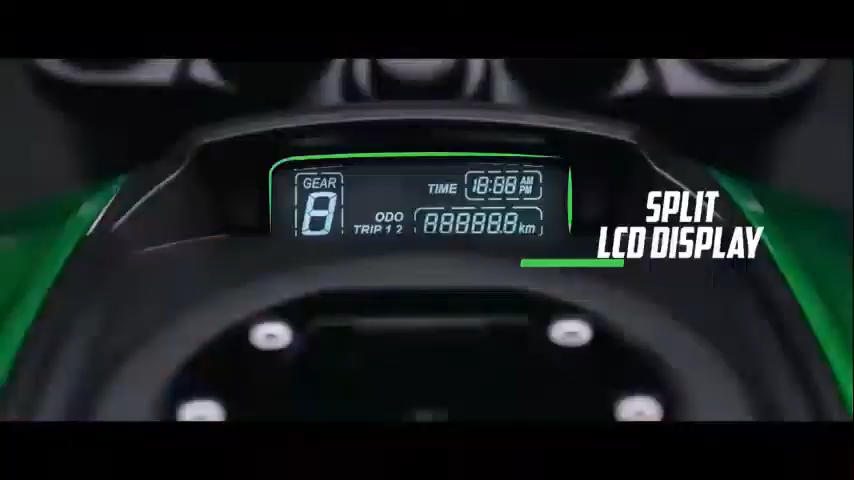 GEAR
8
TIME 18:88 AM PM
ODO
TRIP 1 2
88888.8 km
SPLIT
LCD DISPLAY